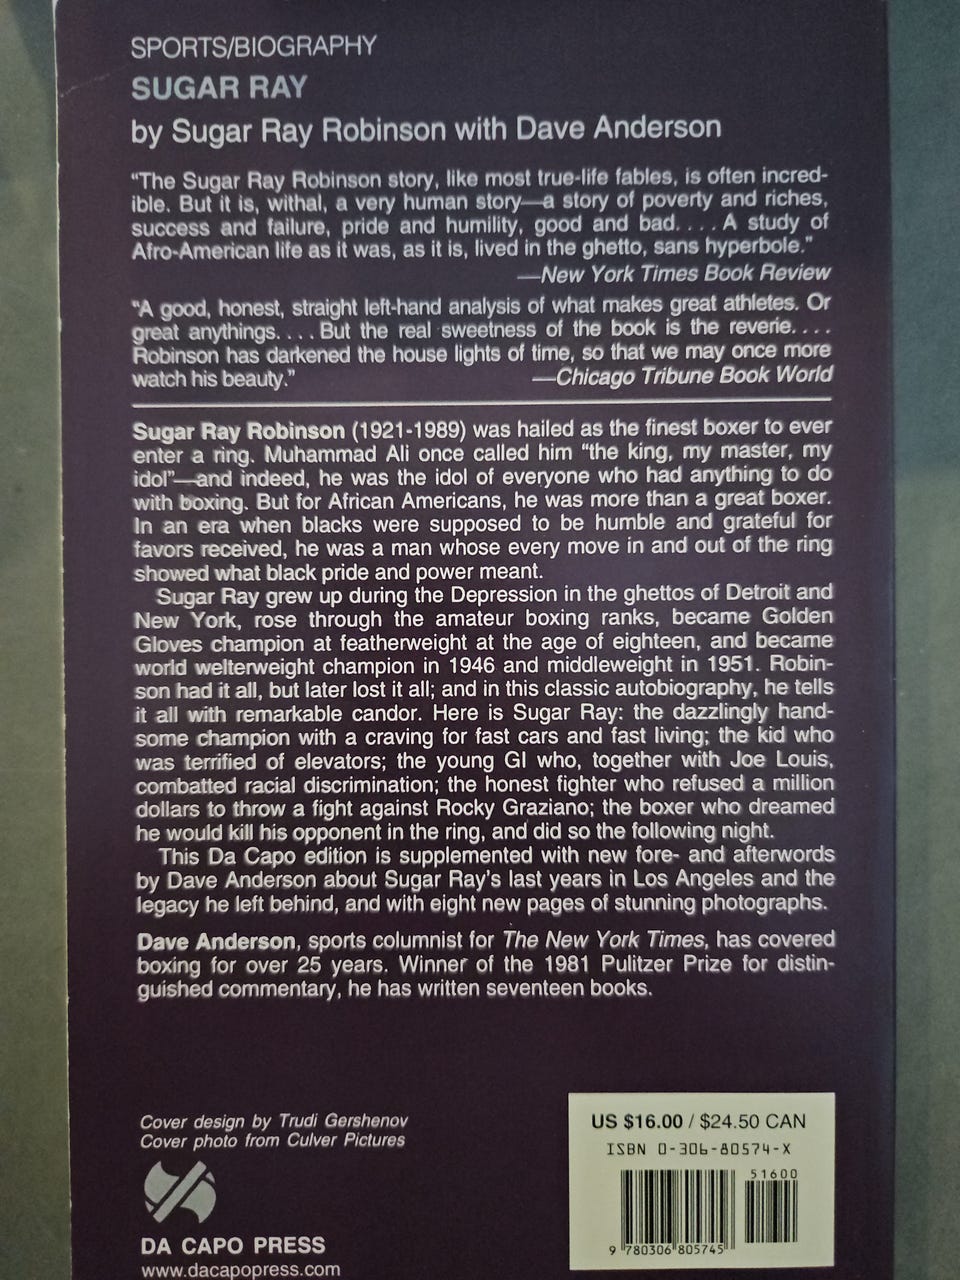 SPORTS/BIOGRAPHY
SUGAR RAY
by Sugar Ray Robinson with Dave Anderson
“The Sugar Ray Robinson story, like most true-life fables, is often incred-
ible. But it is, withal, a very human story—a story of poverty and riches,
success and failure, pride and humility, good and bad. . . . A study of
Afro-American life as it was, as it is, lived in the ghetto, sans hyperbole.”
—New York Times Book Review
“A good, honest, straight left-hand analysis of what makes great athletes. Or
great anythings. . . . But the real sweetness of the book is the reverie. . . .
Robinson has darkened the house lights of time, so that we may once more
watch his beauty.” —Chicago Tribune Book World
Sugar Ray Robinson (1921-1989) was hailed as the finest boxer to ever
enter a ring. Muhammad Ali once called him “the king, my master, my
idol”—and indeed, he was the idol of everyone who had anything to do
with boxing. But for African Americans, he was more than a great boxer.
In an era when blacks were supposed to be humble and grateful for
favors received, he was a man whose every move in and out of the ring
showed what black pride and power meant.
Sugar Ray grew up during the Depression in the ghettos of Detroit and
New York, rose through the amateur boxing ranks, became Golden
Gloves champion at featherweight at the age of eighteen, and became
world welterweight champion in 1946 and middleweight in 1951. Robin-
son had it all, but later lost it all; and in this classic autobiography, he tells
it all with remarkable candor. Here is Sugar Ray: the dazzlingly hand-
some champion with a craving for fast cars and fast living; the kid who
was terrified of elevators; the young GI who, together with Joe Louis,
combatted racial discrimination; the honest fighter who refused a million
dollars to throw a fight against Rocky Graziano; the boxer who dreamed
he would kill his opponent in the ring, and did so the following night.
This Da Capo edition is supplemented with new fore- and afterwords
by Dave Anderson about Sugar Ray’s last years in Los Angeles and the
legacy he left behind, and with eight new pages of stunning photographs.
Dave Anderson, sports columnist for The New York Times, has covered
boxing for over 25 years. Winner of the 1981 Pulitzer Prize for distin-
guished commentary, he has written seventeen books.
Cover design by Trudi Gershenov
Cover photo from Culver Pictures
DA CAPO PRESS
www.dacapopress.com
US $16.00 / $24.50 CAN
ISBN 0-306-80574-X
51600
9 780306 805745